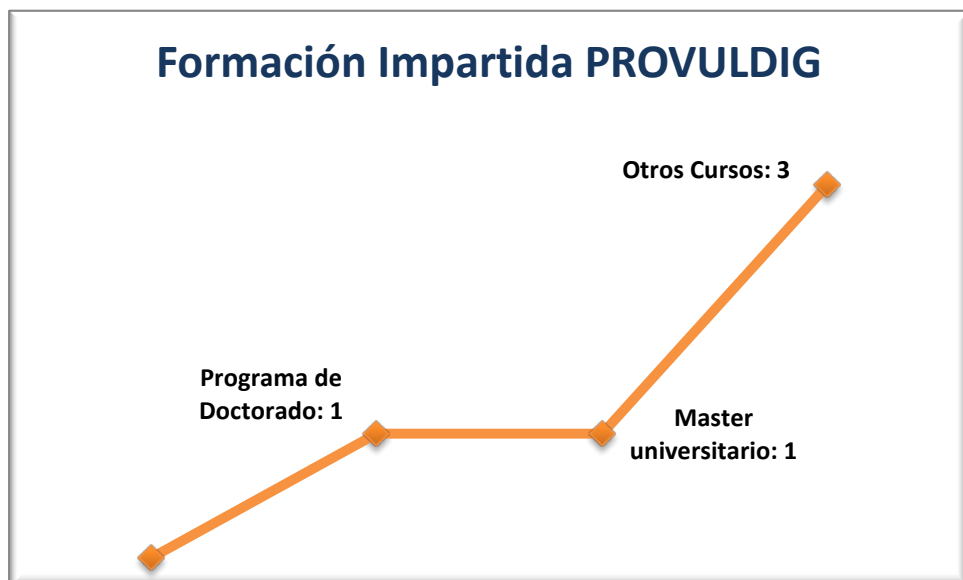 Formación Impartida PROVULDIG
Otros Cursos: 3
Programa de
Doctorado: 1
Master
universitario: 1